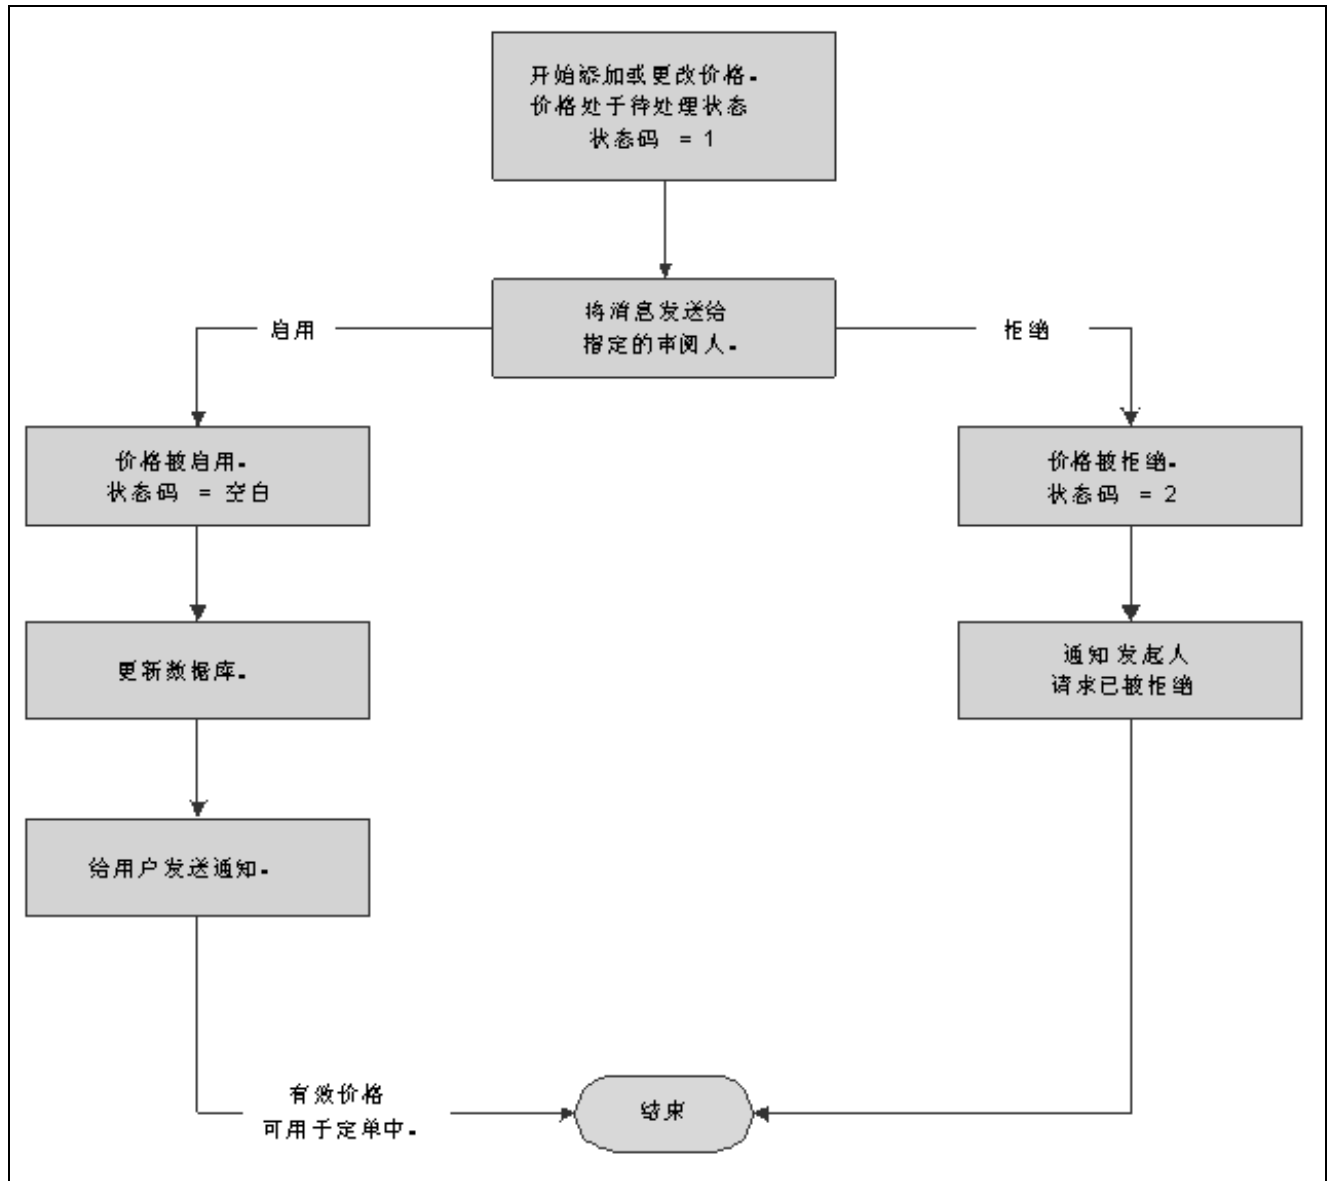 开始添加或更改价格。
价格处于待处理状态
状态码 = 1
将消息发送给
指定的审阅人。
启用
拒绝
价格被启用。
状态码 = 空白
价格被拒绝。
状态码 = 2
更新数据库。
通知发起人
请求已被拒绝
给用户发送通知。
有效价格
可用于定单中。
结束